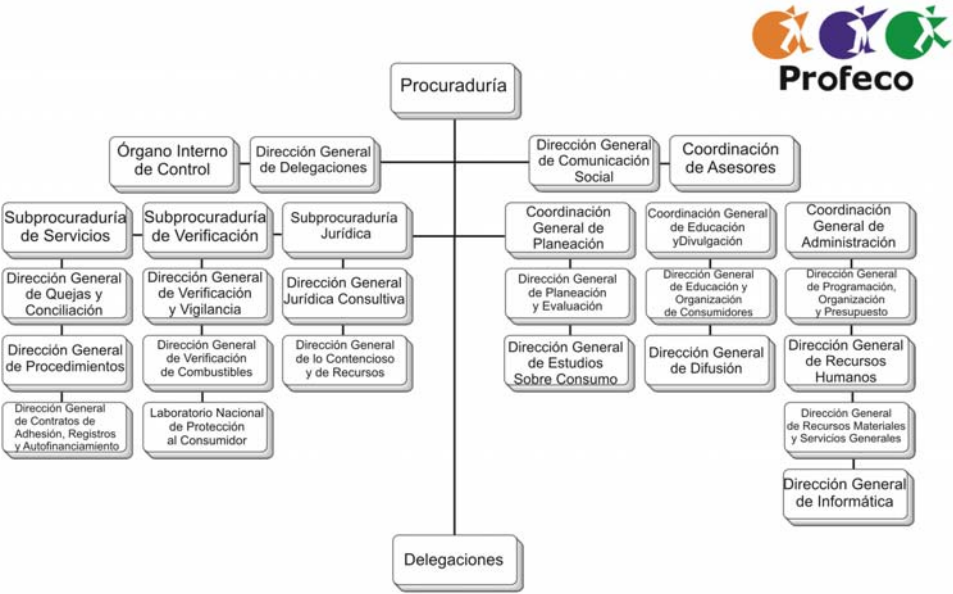 Profeco
Procuraduría
Órgano Interno
de Control
Dirección General
de Delegaciones
Dirección General
de Comunicación
Social
Coordinación
de Asesores
Subprocuraduría
de Servicios
Subprocuraduría
de Verificación
Subprocuraduría
Jurídica
Coordinación
General de
Planeación
Coordinación General
de Educación
yDivulgación
Coordinación
General de
Administración
Dirección General
de Quejas y
Conciliación
Dirección General
de Verificación
y Vigilancia
Dirección General
Jurídica Consultiva
Dirección General
de Planeación
y Evaluación
Dirección General
de Educación y
Organización
de Consumidores
Dirección General
de Programación,
Organización
y Presupuesto
Dirección General
de Procedimientos
Dirección General
de Verificación
de Combustibles
Dirección General
de lo Contencioso
y de Recursos
Dirección General
de Estudios
Sobre Consumo
Dirección General
de Difusión
Dirección General
de Recursos
Humanos
Dirección General
de Contratos de
Adhesión, Registros
y Autofinanciamiento
Laboratorio Nacional
de Protección
al Consumidor
Dirección General
de Recursos Materiales
y Servicios Generales
Dirección General
de Informática
Delegaciones